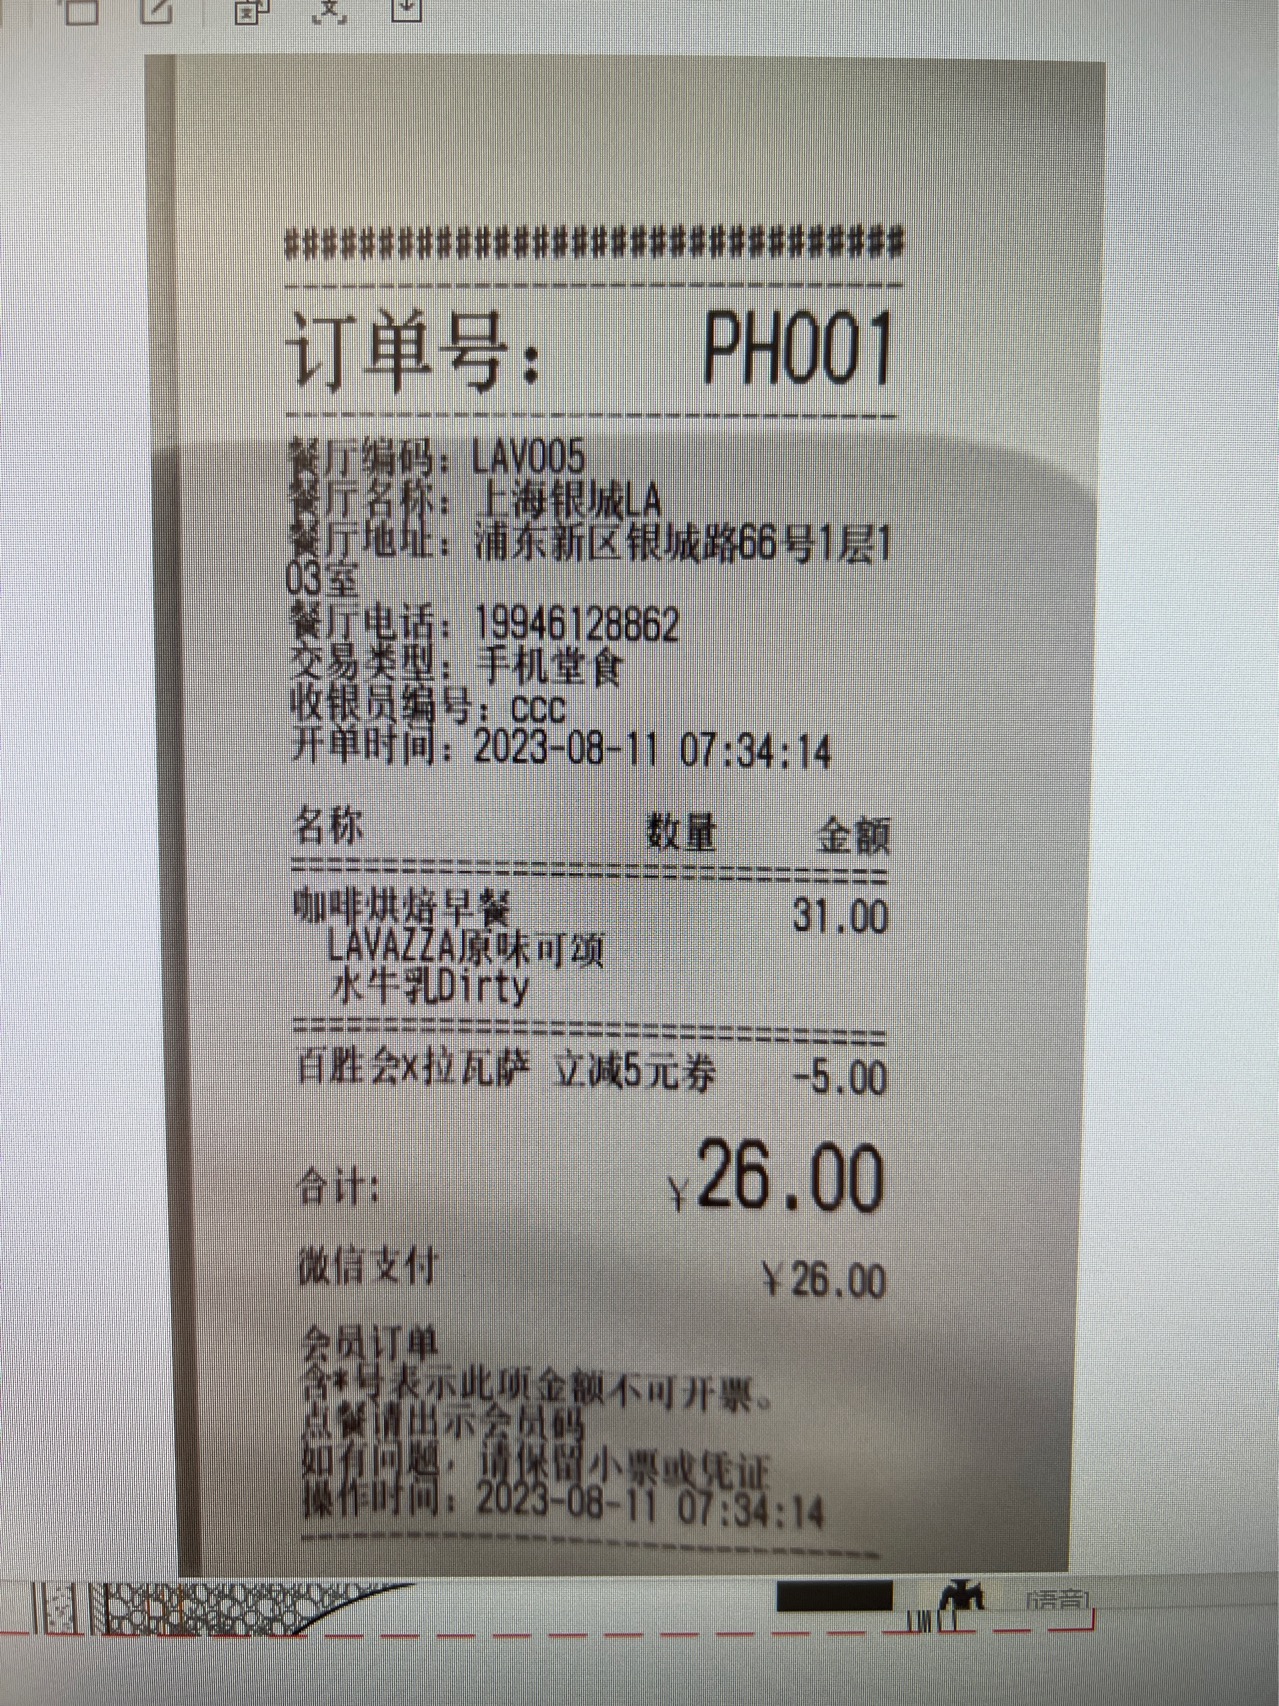 ################################
订单号： PH001
餐厅编码：LAV005
餐厅名称：上海银城LA
餐厅地址：浦东新区银城路66号1层1
03室
餐厅电话：19946128862
交易类型：手机堂食
收银员编号：ccc
开单时间：2023-08-11 07:34:14
名称 数量 金额
咖啡烘焙早餐 31.00
LAVAZZA原味可颂
水牛乳Dirty
百胜会x拉瓦萨 立减5元券 -5.00
合计: ¥26.00
微信支付 ¥26.00
会员订单
含*号表示此项金额不可开票。
点餐请出示会员码
如有问题，请保留小票或凭证
操作时间：2023-08-11 07:34:14
[语音]